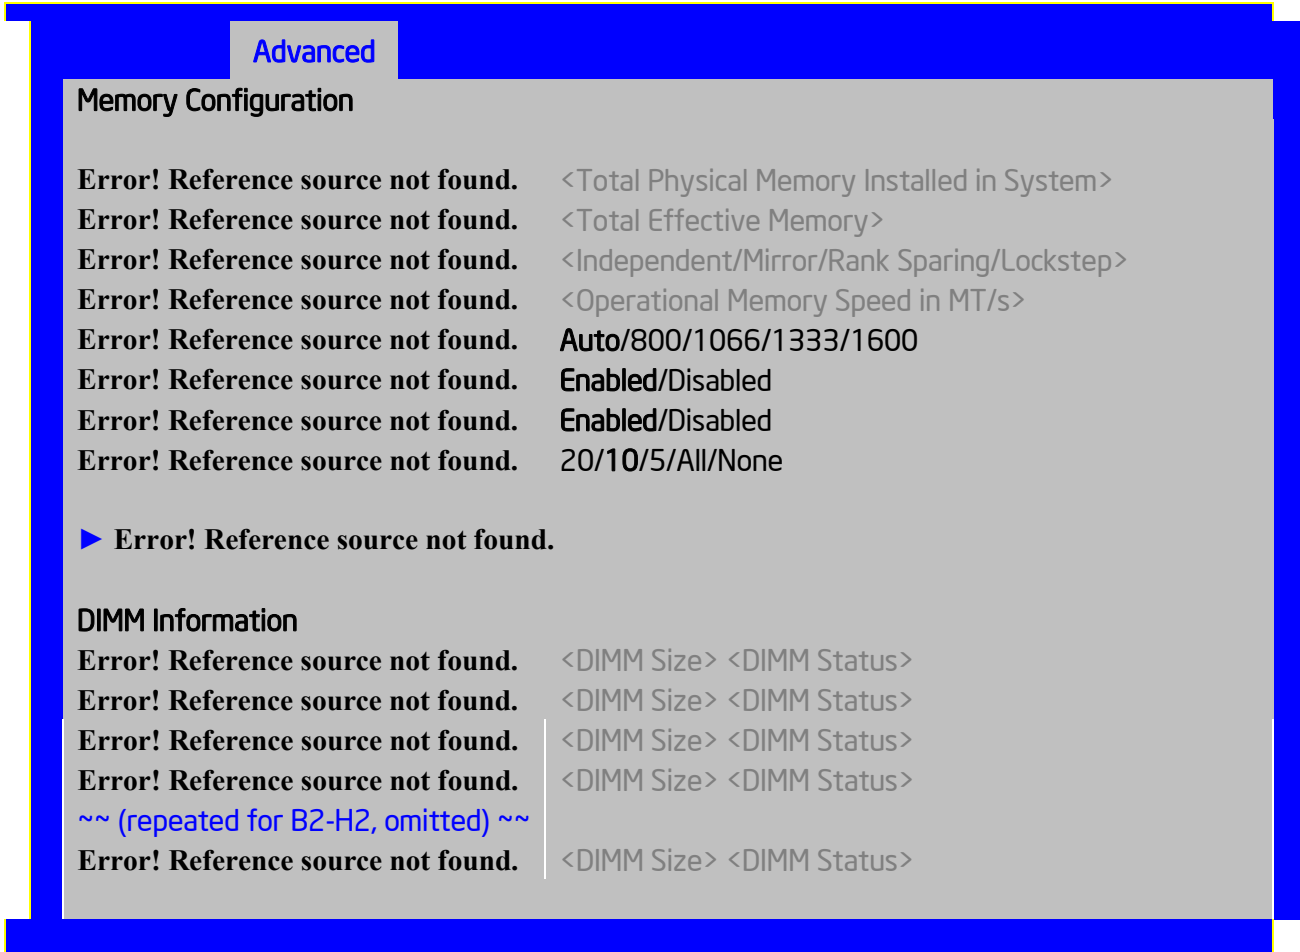 Advanced
Memory Configuration
Error! Reference source not found. <Total Physical Memory Installed in System>
Error! Reference source not found. <Total Effective Memory>
Error! Reference source not found. <Independent/Mirror/Rank Sparing/Lockstep>
Error! Reference source not found. <Operational Memory Speed in MT/s>
Error! Reference source not found. Auto/800/1066/1333/1600
Error! Reference source not found. Enabled/Disabled
Error! Reference source not found. Enabled/Disabled
Error! Reference source not found. 20/10/5/All/None
► Error! Reference source not found.
DIMM Information
Error! Reference source not found. <DIMM Size> <DIMM Status>
Error! Reference source not found. <DIMM Size> <DIMM Status>
Error! Reference source not found. <DIMM Size> <DIMM Status>
Error! Reference source not found. <DIMM Size> <DIMM Status>
~~ (repeated for B2-H2, omitted) ~~
Error! Reference source not found. <DIMM Size> <DIMM Status>